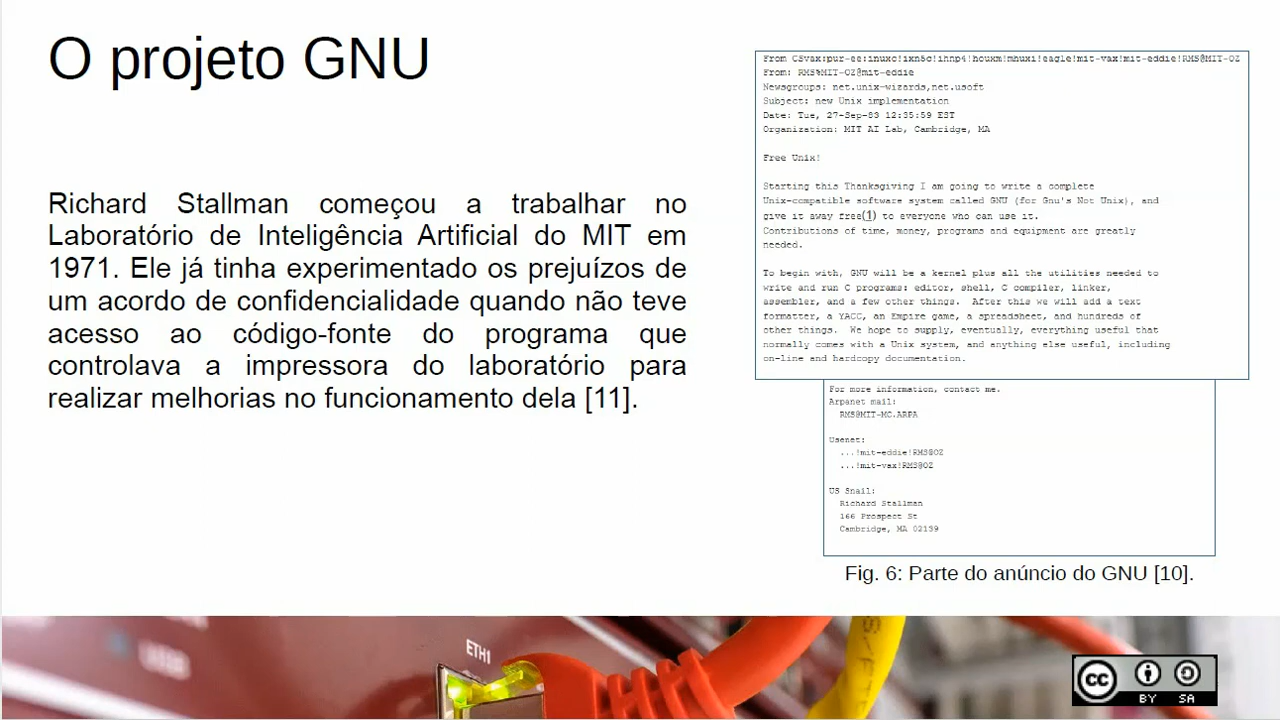 O projeto GNU
Richard Stallman começou a trabalhar no
Laboratório de Inteligência Artificial do MIT em
1971. Ele já tinha experimentado os prejuízos de
um acordo de confidencialidade quando não teve
acesso ao código-fonte do programa que
controlava a impressora do laboratório para
realizar melhorias no funcionamento dela [11].
From CSvax:pur-ee:inuxc!ixn5c!ihnp4!houxm!mhuxi!eagle!mit-vax!mit-eddie!RMS@MIT-OZ
From: RMS%MIT-OZ@mit-eddie
Newsgroups: net.unix-wizards,net.usoft
Subject: new Unix implementation
Date: Tue, 27-Sep-83 12:35:59 EST
Organization: MIT AI Lab, Cambridge, MA
Free Unix!
Starting this Thanksgiving I am going to write a complete
Unix-compatible software system called GNU (for Gnu's Not Unix), and
give it away free(1) to everyone who can use it.
Contributions of time, money, programs and equipment are greatly
needed.
To begin with, GNU will be a kernel plus all the utilities needed to
write and run C programs: editor, shell, C compiler, linker,
assembler, and a few other things.  After this we will add a text
formatter, a YACC, an Empire game, a spreadsheet, and hundreds of
other things.  We hope to supply, eventually, everything useful that
normally comes with a Unix system, and anything else useful, including
on-line and hardcopy documentation.
For more information, contact me.
Arpanet mail:
RMS@MIT-MC.ARPA
Usenet:
...!mit-eddie!RMS@OZ
...!mit-vax!RMS@OZ
US Snail:
Richard Stallman
166 Prospect St
Cambridge, MA 02139
Fig. 6: Parte do anúncio do GNU [10].
ETH1
cc
BY SA